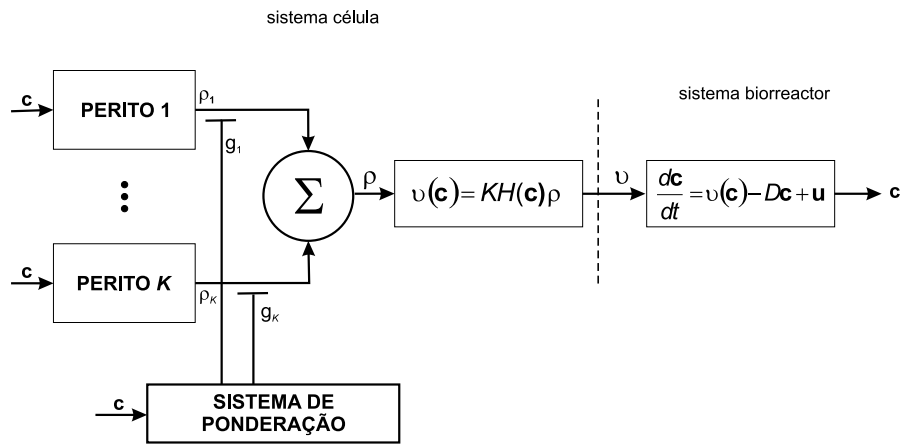 sistema célula
sistema biorreactor
c
PERITO 1
ρ1
g1
Σ
ρ
υ(c)=KH(c)ρ
υ
dc/dt=υ(c)−Dc+u
c
c
PERITO K
ρK
gK
c
SISTEMA DE
PONDERAÇÃO